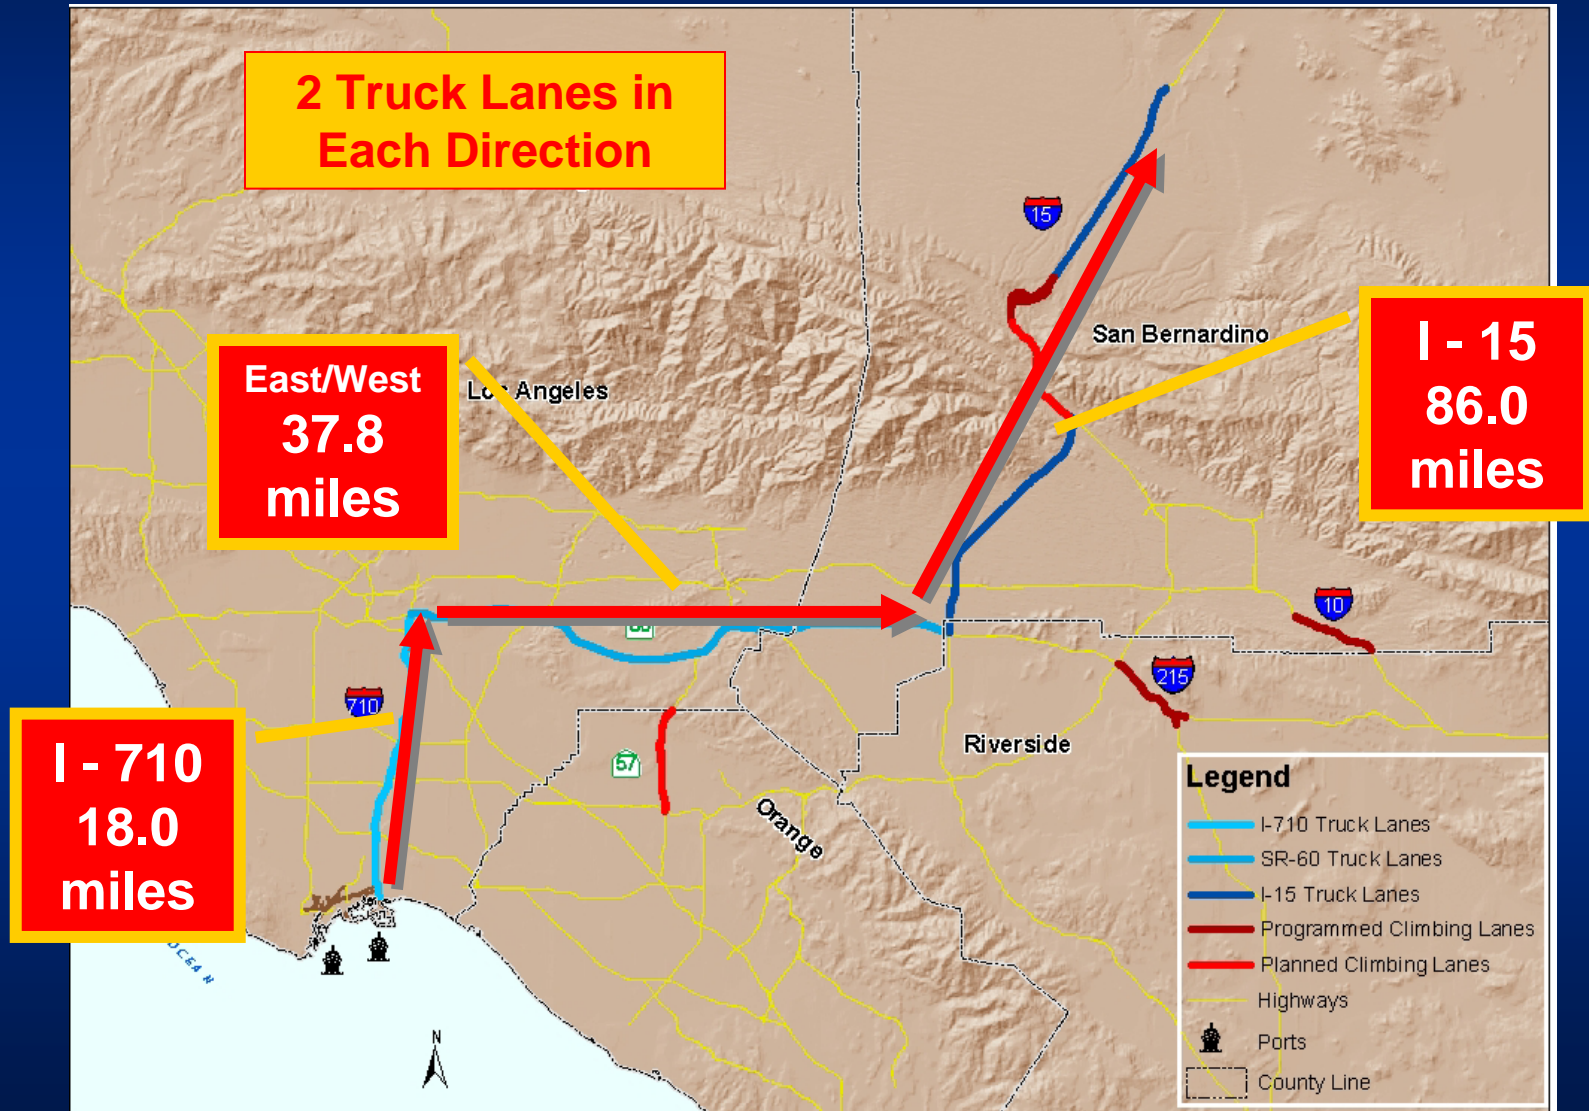 2 Truck Lanes in
Each Direction
15
San Bernardino
I - 15
86.0
miles
East/West
37.8
miles
Los Angeles
10
215
710
I - 710
18.0
miles
57
Riverside
Orange
OCEAN
N
Legend
I-710 Truck Lanes
SR-60 Truck Lanes
I-15 Truck Lanes
Programmed Climbing Lanes
Planned Climbing Lanes
Highways
Ports
County Line